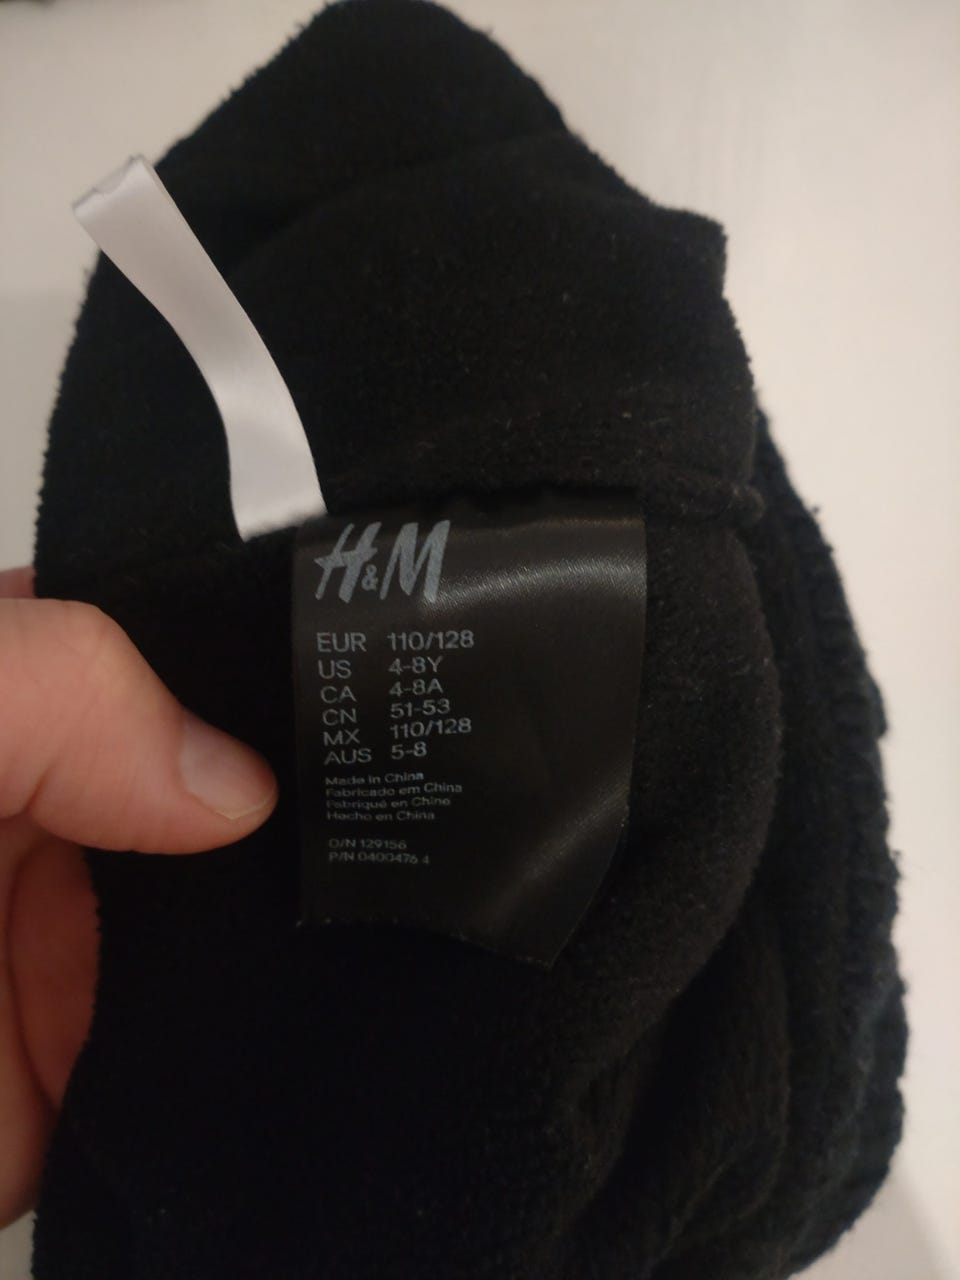 H&M
EUR 110/128
US 4-8Y
CA 4-8A
CN 51-53
MX 110/128
AUS 5-8
Made in China
Fabricado em China
Fabriqué en Chine
Hecho en China
O/N 129156
P/N 0400476 4